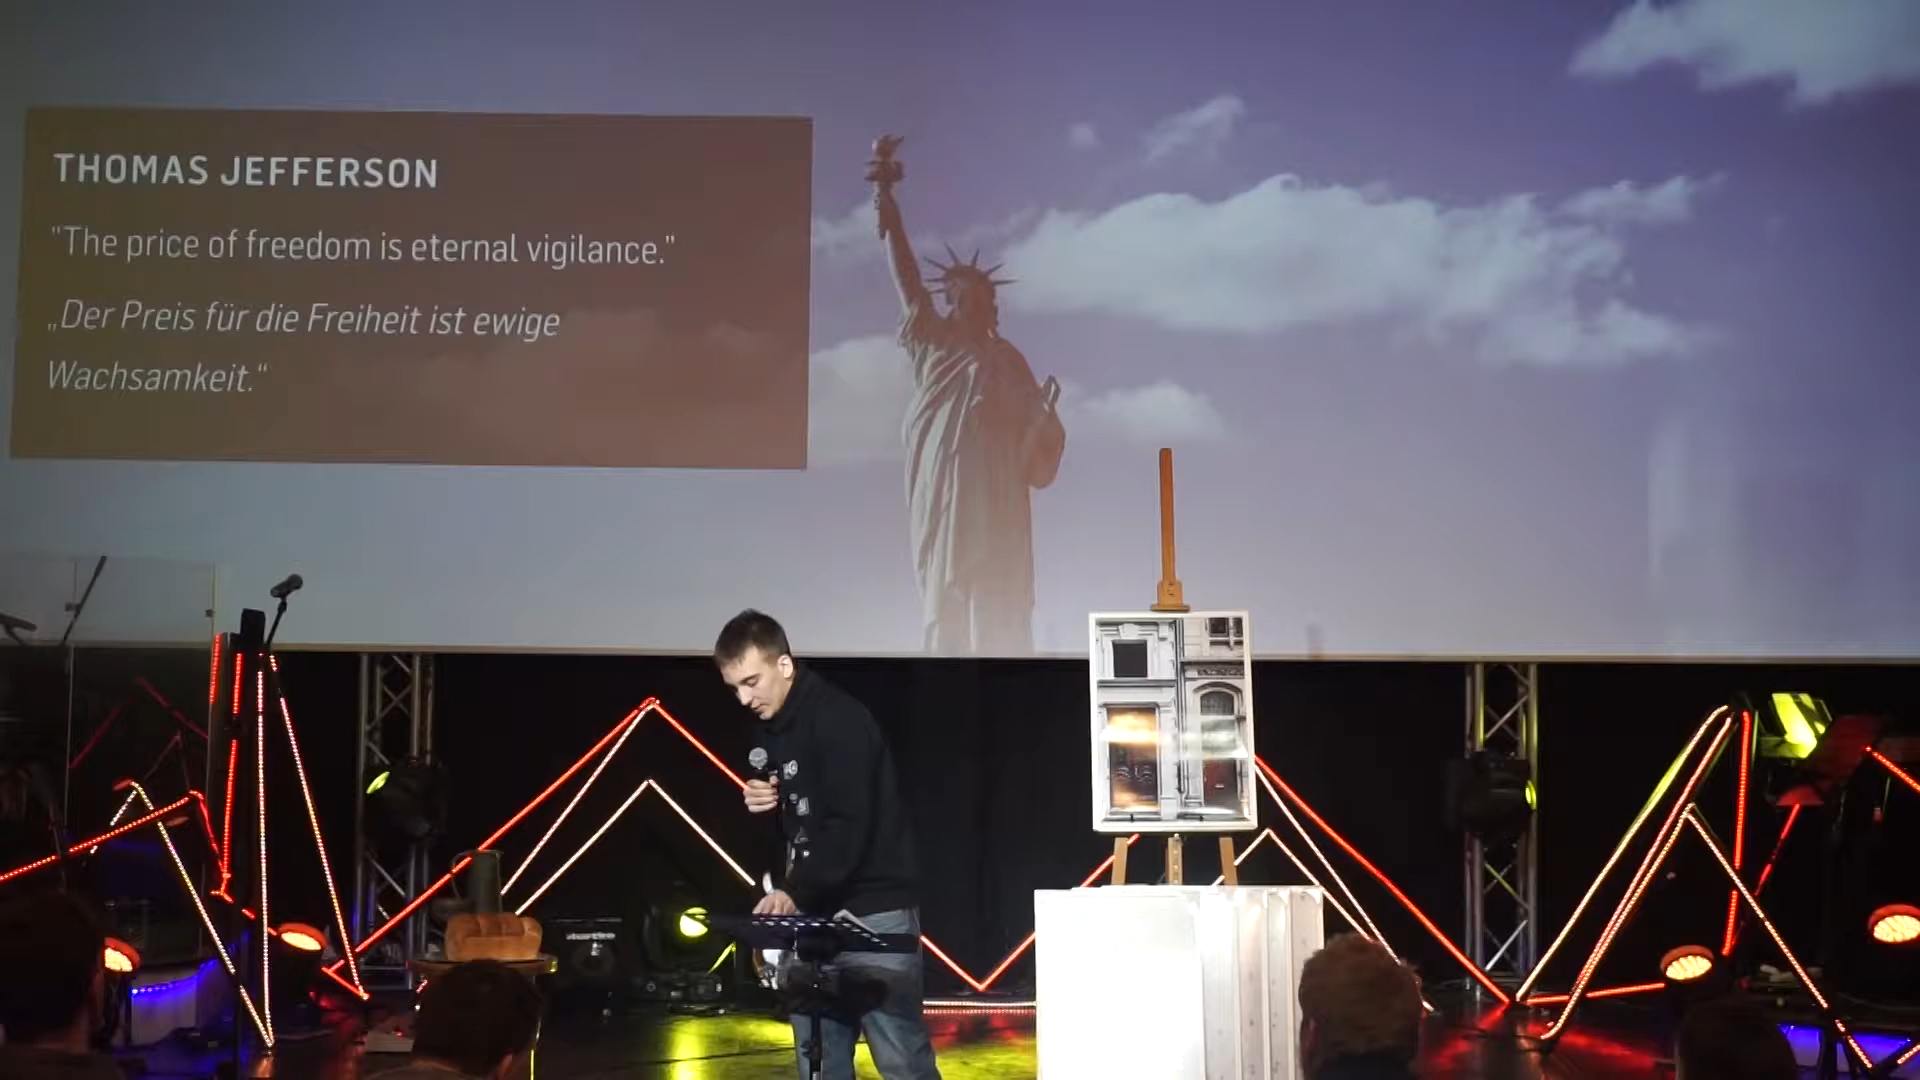 THOMAS JEFFERSON
"The price of freedom is eternal vigilance."
„Der Preis für die Freiheit ist ewige
Wachsamkeit.“